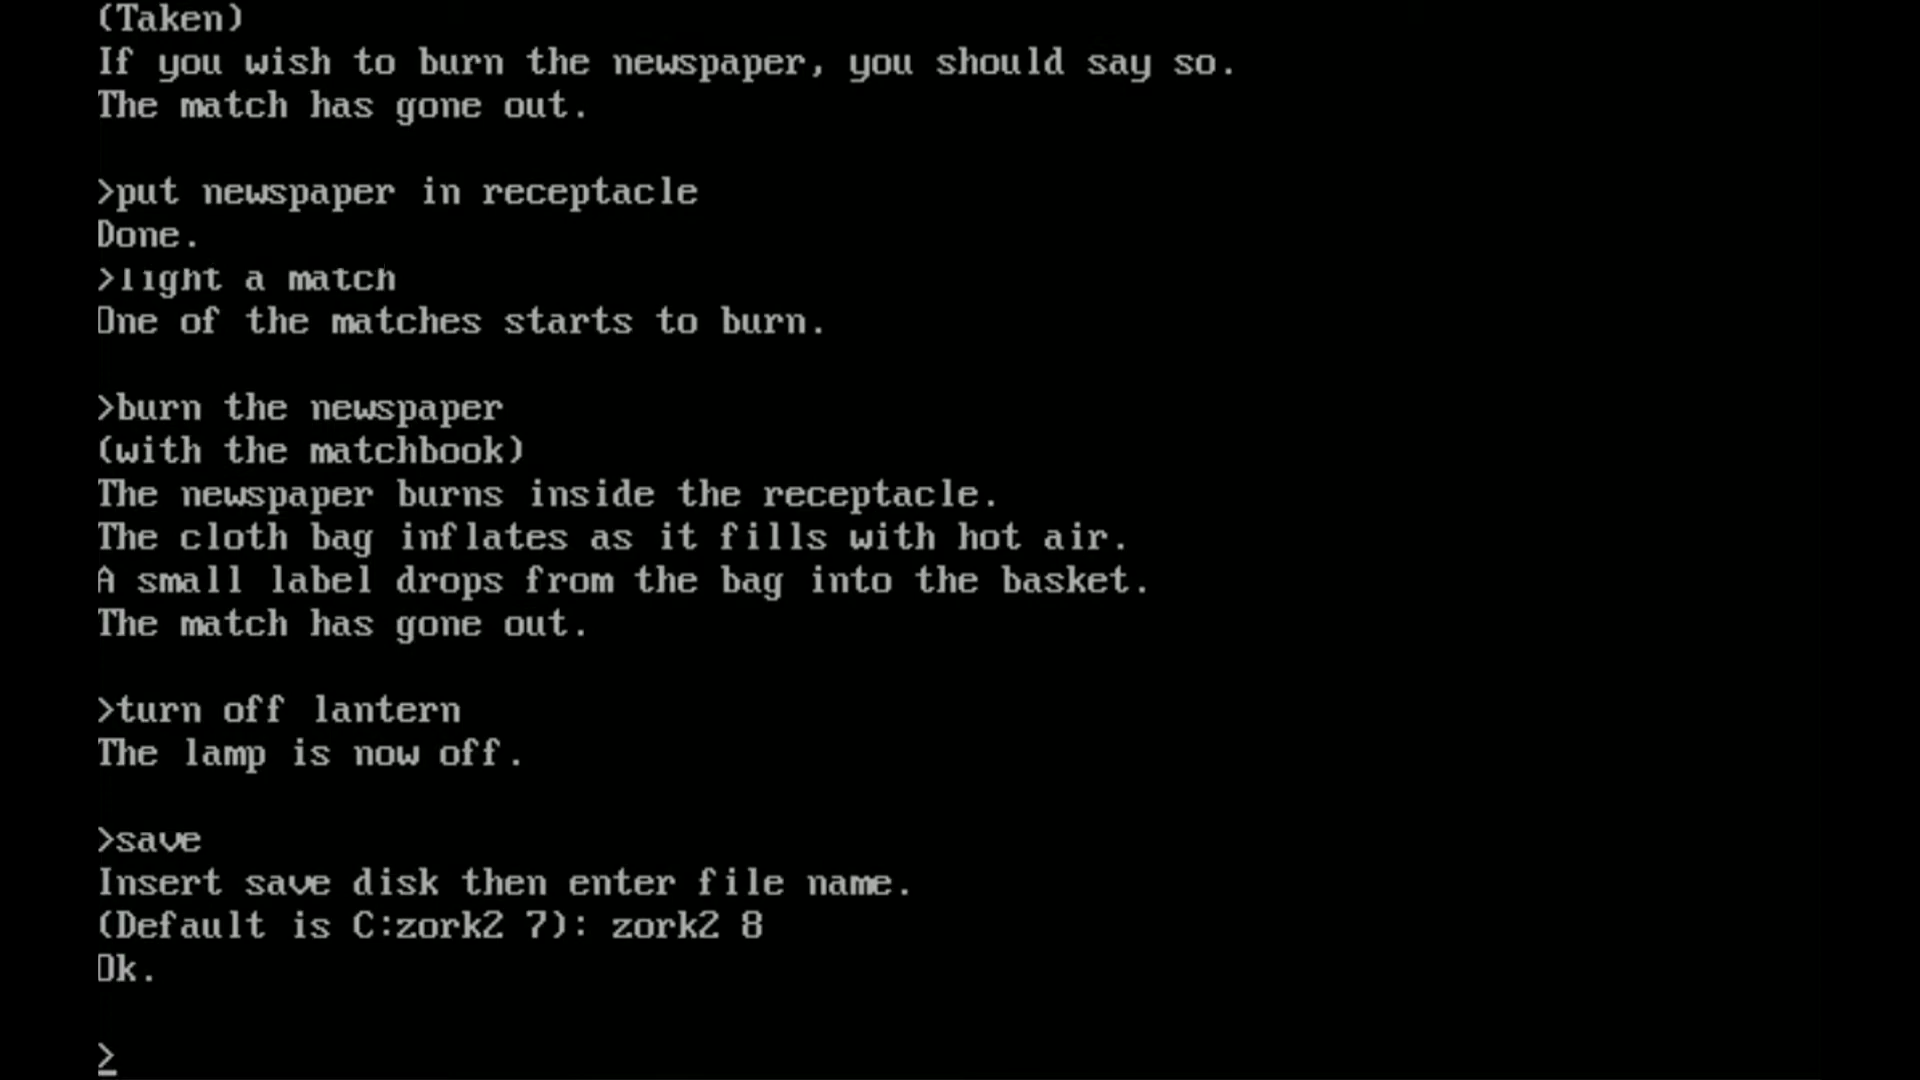 (Taken)
If you wish to burn the newspaper, you should say so.
The match has gone out.
>put newspaper in receptacle
Done.
>light a match
One of the matches starts to burn.
>burn the newspaper
(with the matchbook)
The newspaper burns inside the receptacle.
The cloth bag inflates as it fills with hot air.
A small label drops from the bag into the basket.
The match has gone out.
>turn off lantern
The lamp is now off.
>save
Insert save disk then enter file name.
(Default is C:zork2 7): zork2 8
Ok.
>